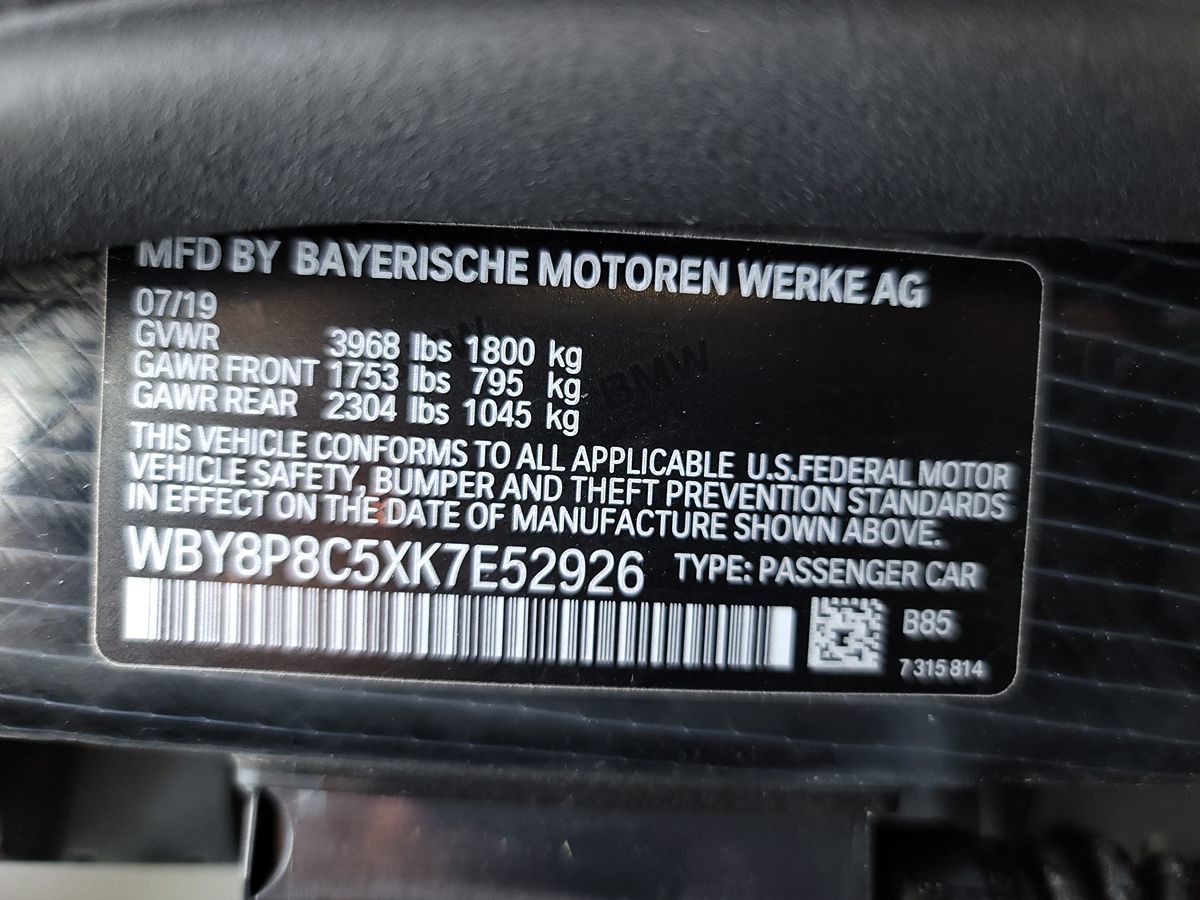 MFD BY BAYERISCHE MOTOREN WERKE AG
07/19
GVWR 3968 lbs 1800 kg
GAWR FRONT 1753 lbs 795 kg
GAWR REAR 2304 lbs 1045 kg
BMW
THIS VEHICLE CONFORMS TO ALL APPLICABLE U.S.FEDERAL MOTOR
VEHICLE SAFETY, BUMPER AND THEFT PREVENTION STANDARDS
IN EFFECT ON THE DATE OF MANUFACTURE SHOWN ABOVE.
WBY8P8C5XK7E52926 TYPE: PASSENGER CAR
B85
7 315 814